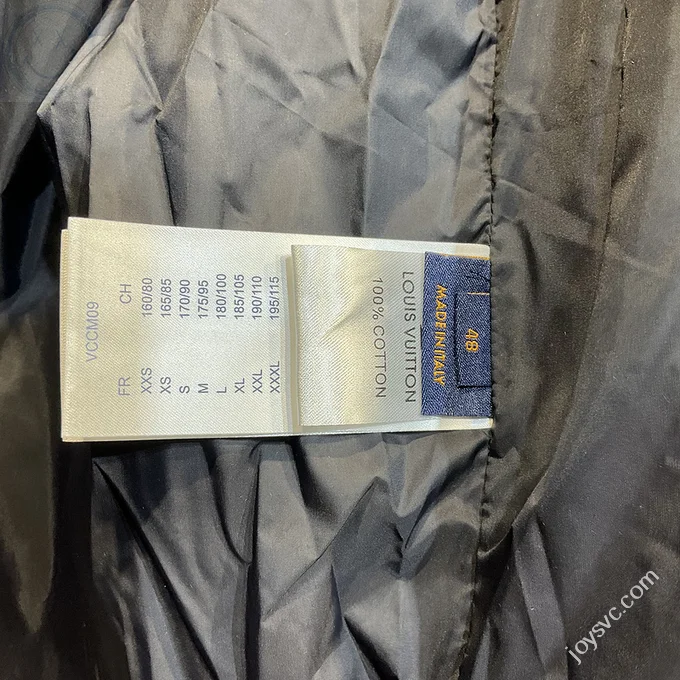 VCCM09
FR CH
XXS 160/80
XS 165/85
S 170/90
M 175/95
L 180/100
XL 185/105
XXL 190/110
XXXL 195/115
LOUIS VUITTON
100% COTTON
48
MADE IN ITALY
joysvc.com